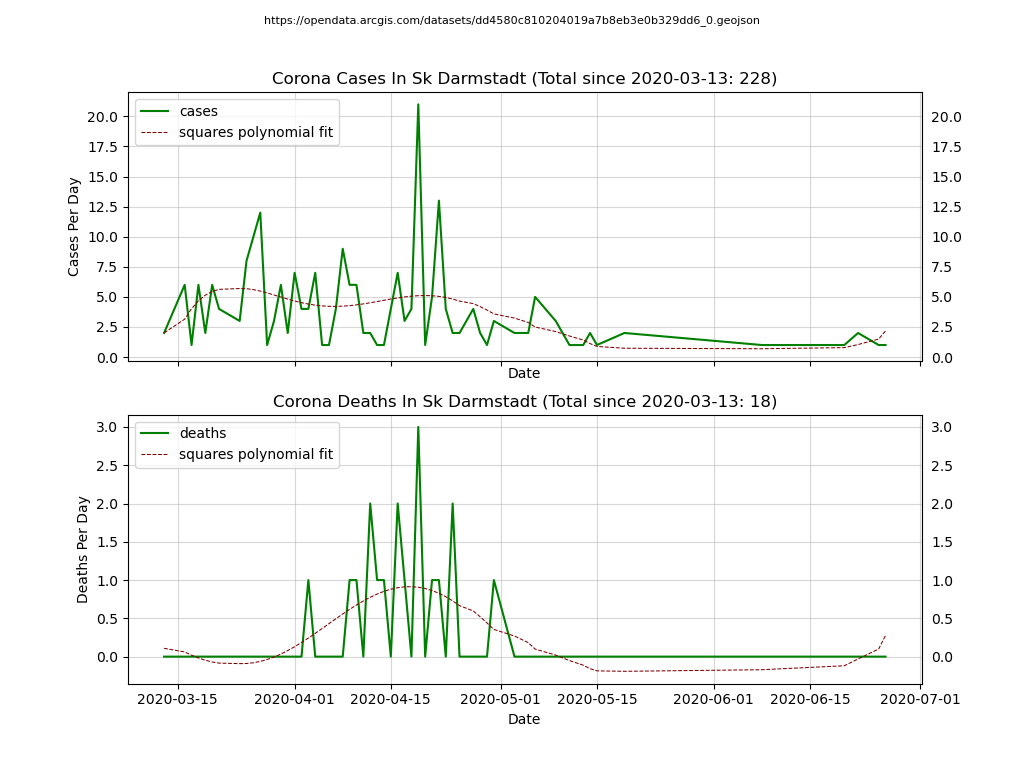 https://opendata.arcgis.com/datasets/dd4580c810204019a7b8eb3e0b329dd6_0.geojson
Corona Cases In Sk Darmstadt (Total since 2020-03-13: 228)
cases
squares polynomial fit
20.0 20.0
17.5 17.5
15.0 15.0
12.5 12.5
10.0 10.0
7.5 7.5
5.0 5.0
2.5 2.5
0.0 0.0
Cases Per Day
Date
Corona Deaths In Sk Darmstadt (Total since 2020-03-13: 18)
deaths
squares polynomial fit
3.0 3.0
2.5 2.5
2.0 2.0
1.5 1.5
1.0 1.0
0.5 0.5
0.0 0.0
Deaths Per Day
2020-03-15 2020-04-01 2020-04-15 2020-05-01 2020-05-15 2020-06-01 2020-06-15 2020-07-01
Date